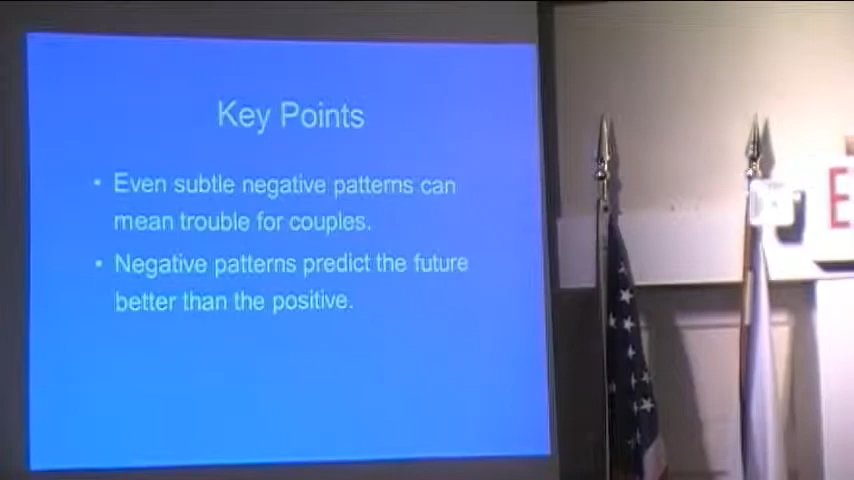 Key Points
• Even subtle negative patterns can
mean trouble for couples.
• Negative patterns predict the future
better than the positive.
E